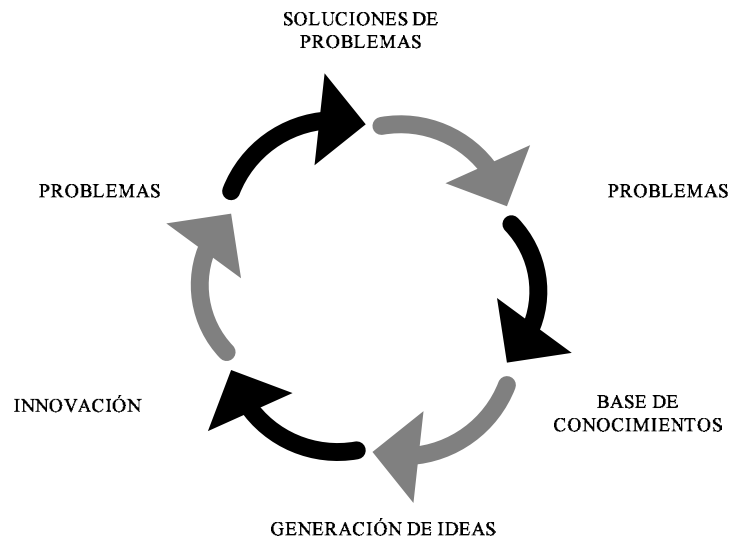 SOLUCIONES DE
PROBLEMAS
PROBLEMAS
PROBLEMAS
INNOVACIÓN
BASE DE
CONOCIMIENTOS
GENERACIÓN DE IDEAS